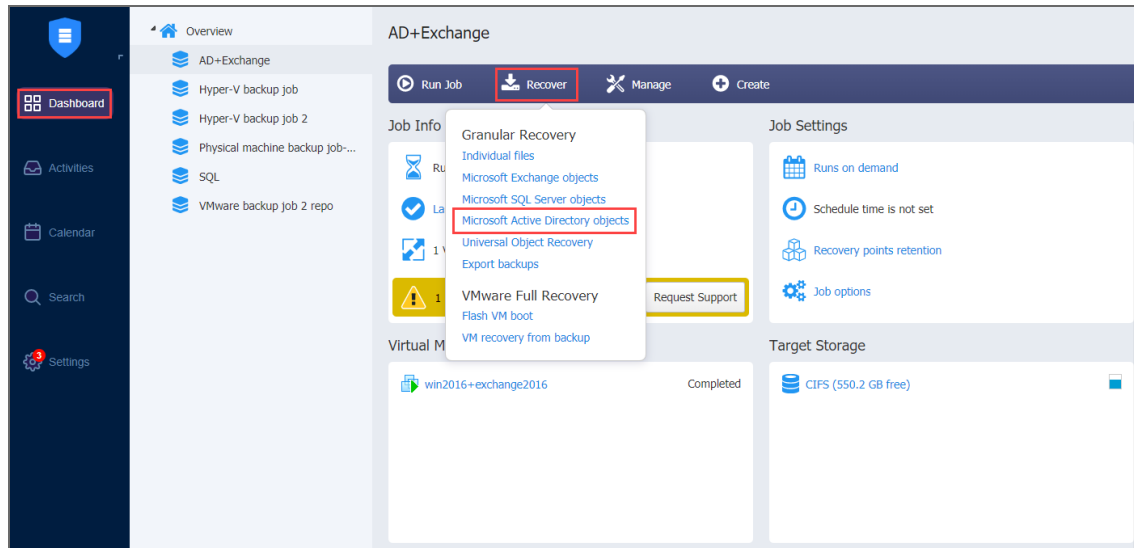 Overview
AD+Exchange
Hyper-V backup job
Hyper-V backup job 2
Physical machine backup job-...
SQL
VMware backup job 2 repo
Dashboard
Activities
Calendar
Search
3
Settings
AD+Exchange
Run Job
Recover
Manage
Create
Job Info
Ru
La
1 V
1
Request Support
Granular Recovery
Individual files
Microsoft Exchange objects
Microsoft SQL Server objects
Microsoft Active Directory objects
Universal Object Recovery
Export backups
VMware Full Recovery
Flash VM boot
VM recovery from backup
Job Settings
Runs on demand
Schedule time is not set
Recovery points retention
Job options
Virtual M
win2016+exchange2016 Completed
Target Storage
CIFS (550.2 GB free)